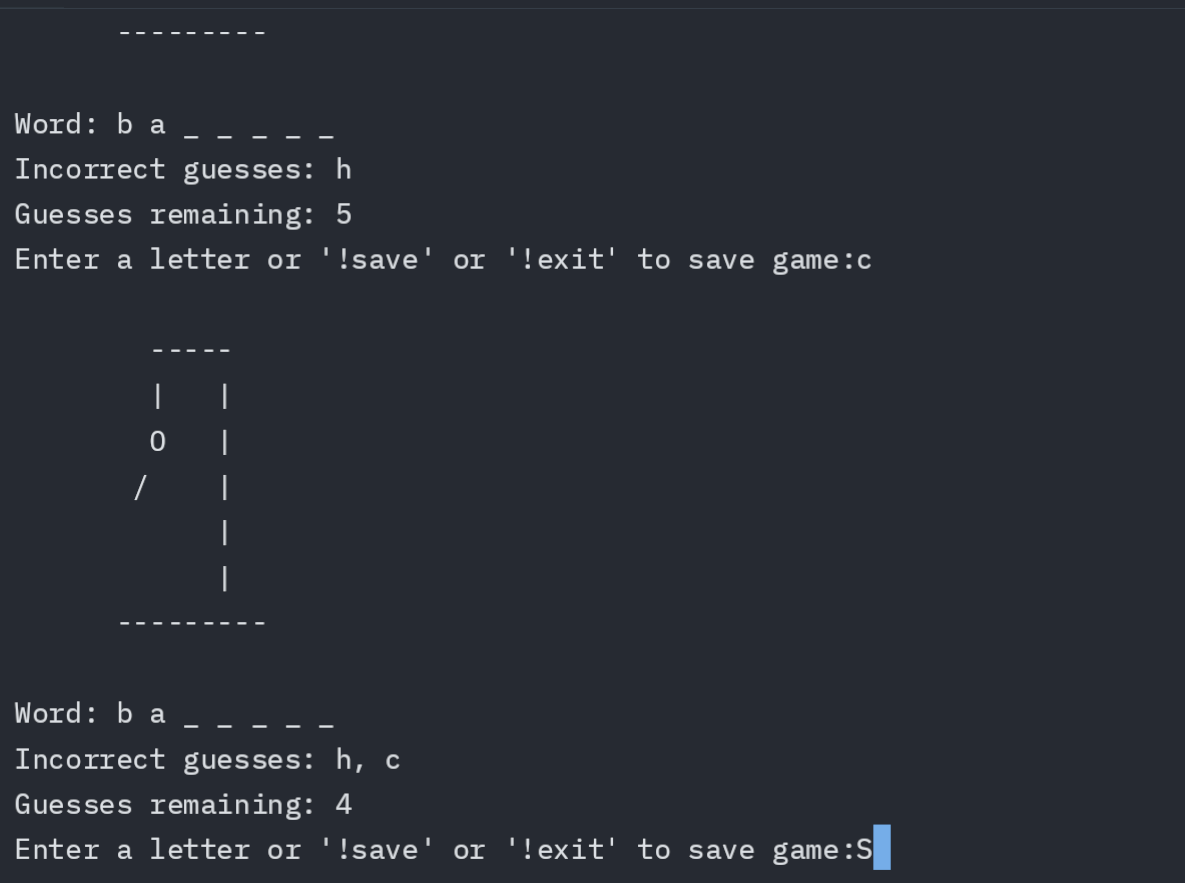 ---------

Word: b a _ _ _ _ _
Incorrect guesses: h
Guesses remaining: 5
Enter a letter or '!save' or '!exit' to save game:c

        -----
        |   |
        O   |
       /    |
            |
            |
      ---------

Word: b a _ _ _ _ _
Incorrect guesses: h, c
Guesses remaining: 4
Enter a letter or '!save' or '!exit' to save game:S